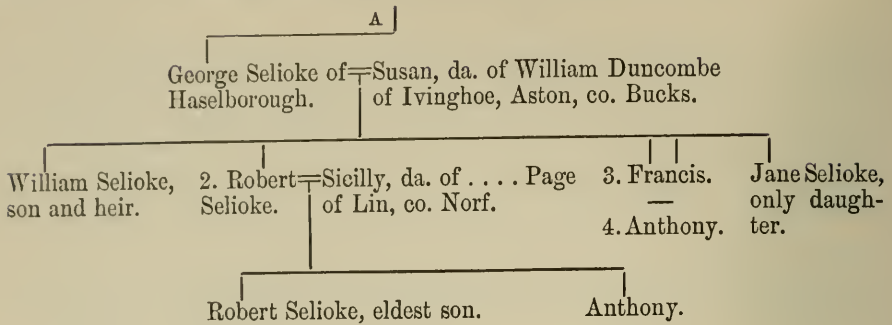 A
George Selioke of=Susan, da. of William Duncombe
Haselborough. of Ivinghoe, Aston, co. Bucks.
William Selioke,
son and heir.
2. Robert=Sicilly, da. of .... Page
Selioke. of Lin, co. Norf.
3. Francis.
—
4. Anthony.
Jane Selioke,
only daugh-
ter.
Robert Selioke, eldest son. Anthony.